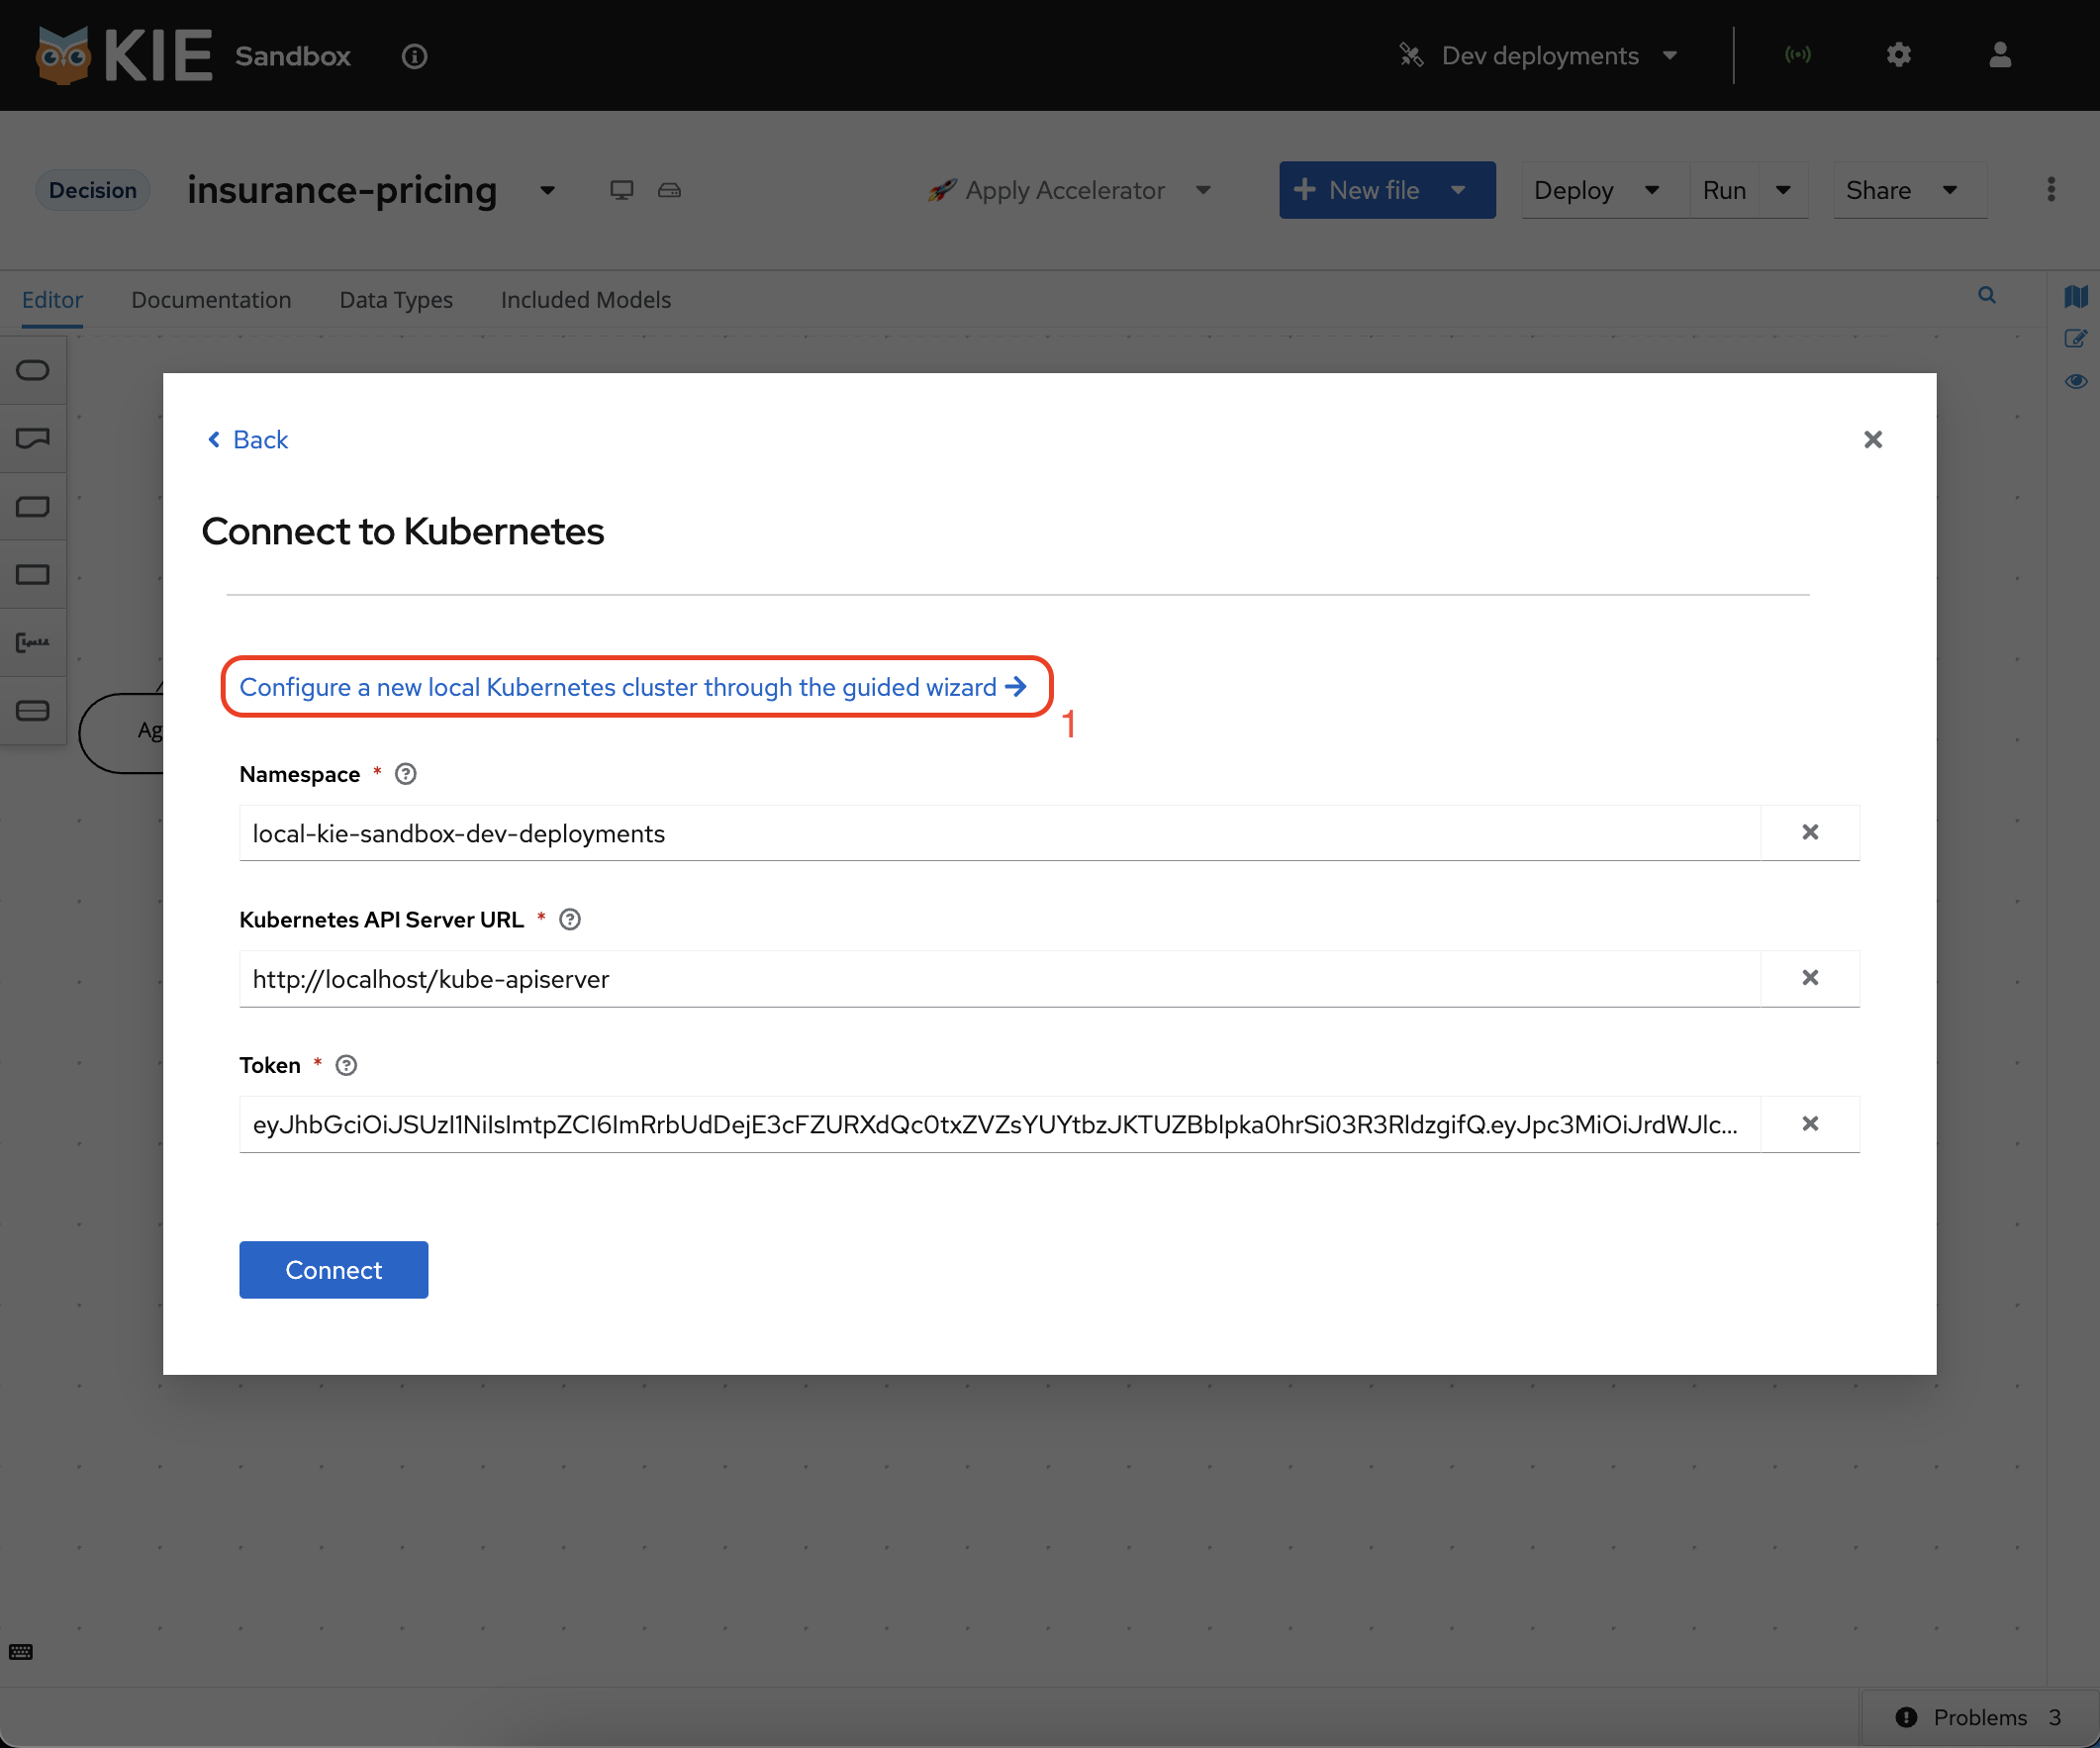 KIE Sandbox
Dev deployments
Decision
insurance-pricing
Apply Accelerator
New file
Deploy
Run
Share
Editor
Documentation
Data Types
Included Models
Back
Connect to Kubernetes
Configure a new local Kubernetes cluster through the guided wizard
1
Namespace *
local-kie-sandbox-dev-deployments
Kubernetes API Server URL *
http://localhost/kube-apiserver
Token *
Ag
Connect
Problems 3